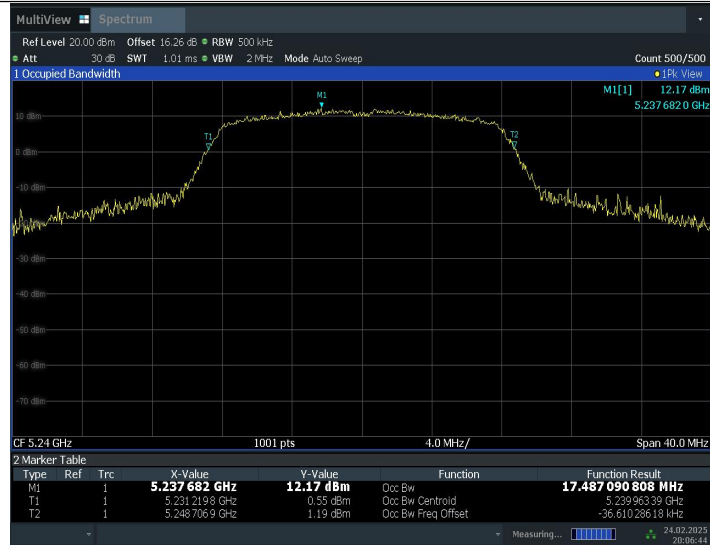 MultiView Spectrum
Ref Level 20.00 dBm Offset 16.26 dB RBW 500 kHz
Att 30 dB SWT 1.01 ms VBW 2 MHz Mode Auto Sweep Count 500/500
1 Occupied Bandwidth 1Pk View
M1[1] 12.17 dBm
5.237 682 0 GHz
M1
10 dBm
T1 T2
0 dBm
-10 dBm
-30 dBm
-40 dBm
-50 dBm
-60 dBm
-70 dBm
CF 5.24 GHz 1001 pts 4.0 MHz/ Span 40.0 MHz
2 Marker Table
Type Ref Trc X-Value Y-Value Function Function Result
M1 1 5.237 682 GHz 12.17 dBm Occ Bw 17.487 090 808 MHz
T1 1 5.231 219 8 GHz 0.55 dBm Occ Bw Centroid 5.239 963 39 GHz
T2 1 5.248 706 9 GHz 1.19 dBm Occ Bw Freq Offset -36.610 286 18 kHz
Measuring... 24.02.2025
20:06:44